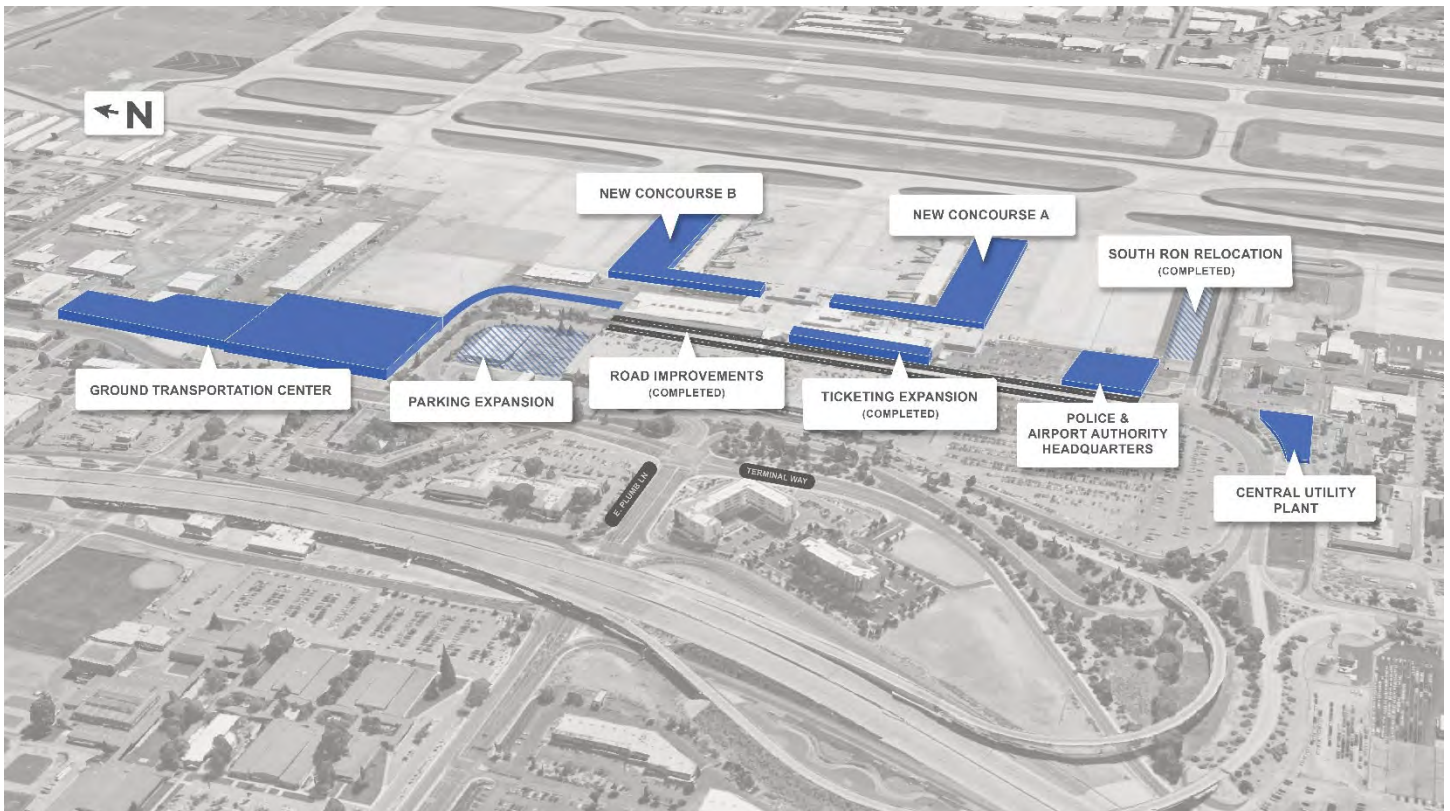 N
NEW CONCOURSE B
NEW CONCOURSE A
SOUTH RON RELOCATION
(COMPLETED)
GROUND TRANSPORTATION CENTER
PARKING EXPANSION
ROAD IMPROVEMENTS
(COMPLETED)
TICKETING EXPANSION
(COMPLETED)
POLICE &
AIRPORT AUTHORITY
HEADQUARTERS
CENTRAL UTILITY
PLANT
E. PLUMB LN
TERMINAL WAY